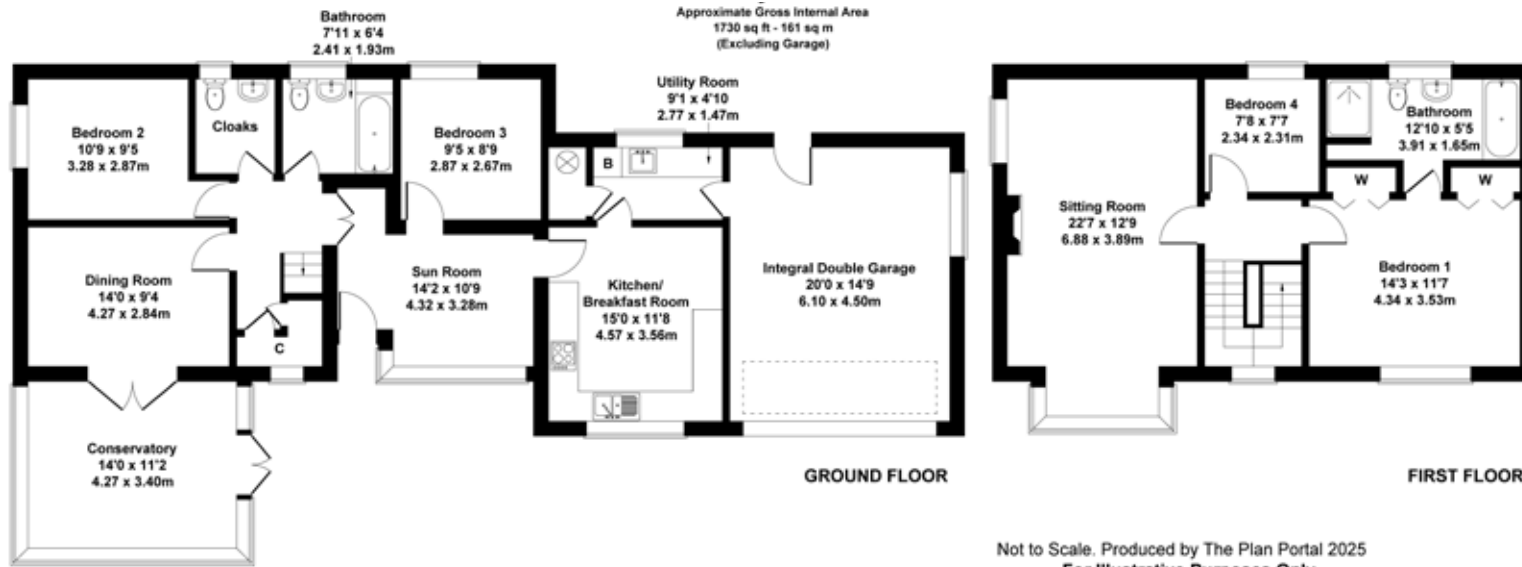 Approximate Gross Internal Area
1730 sq ft - 161 sq m
(Excluding Garage)
Bathroom
7'11 x 6'4
2.41 x 1.93m
Utility Room
9'1 x 4'10
2.77 x 1.47m
Bedroom 2
10'9 x 9'5
3.28 x 2.87m
Cloaks
Bedroom 3
9'5 x 8'9
2.87 x 2.67m
B
Dining Room
14'0 x 9'4
4.27 x 2.84m
Sun Room
14'2 x 10'9
4.32 x 3.28m
Kitchen/
Breakfast Room
15'0 x 11'8
4.57 x 3.56m
Integral Double Garage
20'0 x 14'9
6.10 x 4.50m
C
Conservatory
14'0 x 11'2
4.27 x 3.40m
GROUND FLOOR
Bedroom 4
7'8 x 7'7
2.34 x 2.31m
Bathroom
12'10 x 5'5
3.91 x 1.65m
W
W
Sitting Room
22'7 x 12'9
6.88 x 3.89m
Bedroom 1
14'3 x 11'7
4.34 x 3.53m
FIRST FLOOR
Not to Scale. Produced by The Plan Portal 2025
For Illustrative Purposes Only